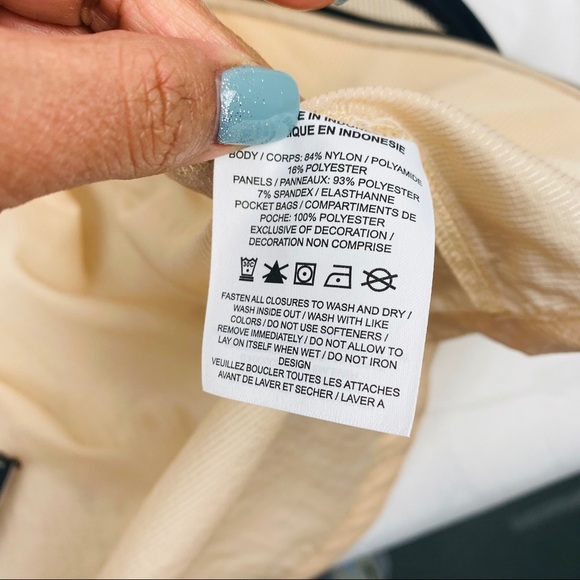 IN INDO
QUE EN INDONESIE
BODY / CORPS: 84% NYLON / POLYAMIDE
16% POLYESTER
PANELS / PANNEAUX: 93% POLYESTER
7% SPANDEX / ELASTHANNE
POCKET BAGS / COMPARTIMENTS DE
POCHE: 100% POLYESTER
EXCLUSIVE OF DECORATION /
DECORATION NON COMPRISE
FASTEN ALL CLOSURES TO WASH AND DRY /
WASH INSIDE OUT / WASH WITH LIKE
COLORS / DO NOT USE SOFTENERS /
REMOVE IMMEDIATELY / DO NOT ALLOW TO
LAY ON ITSELF WHEN WET / DO NOT IRON
DESIGN
VEUILLEZ BOUCLER TOUTES LES ATTACHES
AVANT DE LAVER ET SECHER / LAVER A